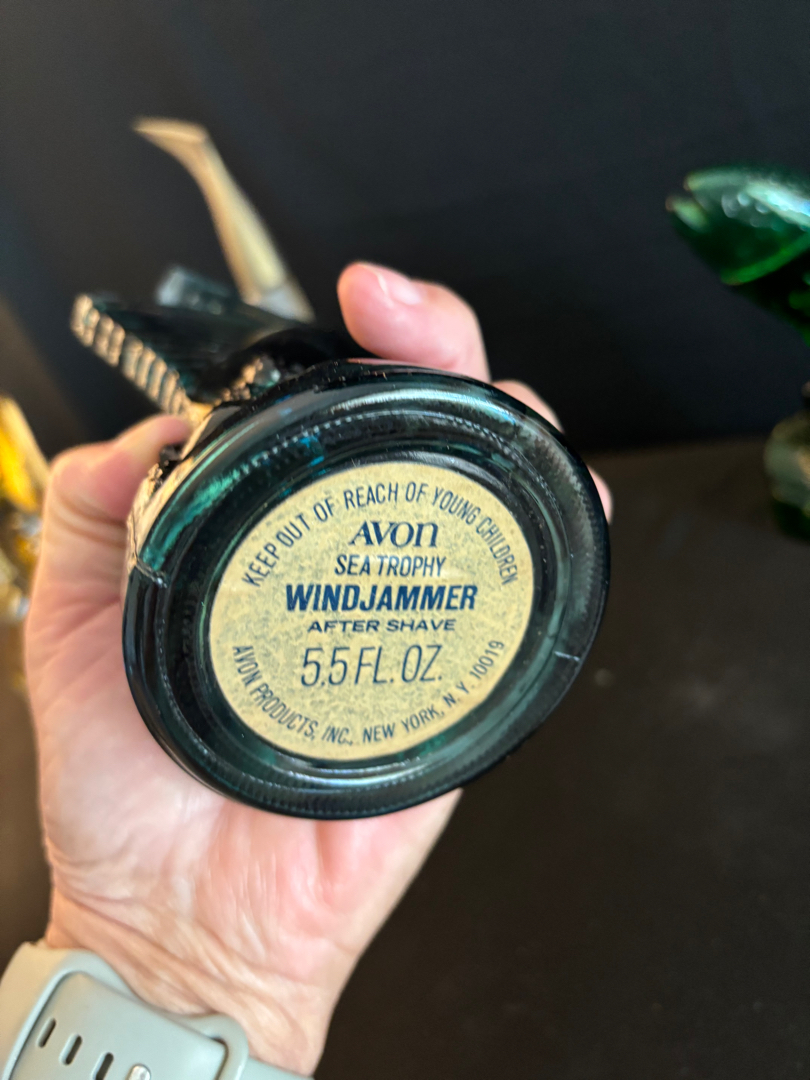 KEEP OUT OF REACH OF YOUNG CHILDREN
AVON
SEA TROPHY
WINDJAMMER
AFTER SHAVE
5.5 FL. OZ.
AVON PRODUCTS, INC., NEW YORK, N.Y. 10019